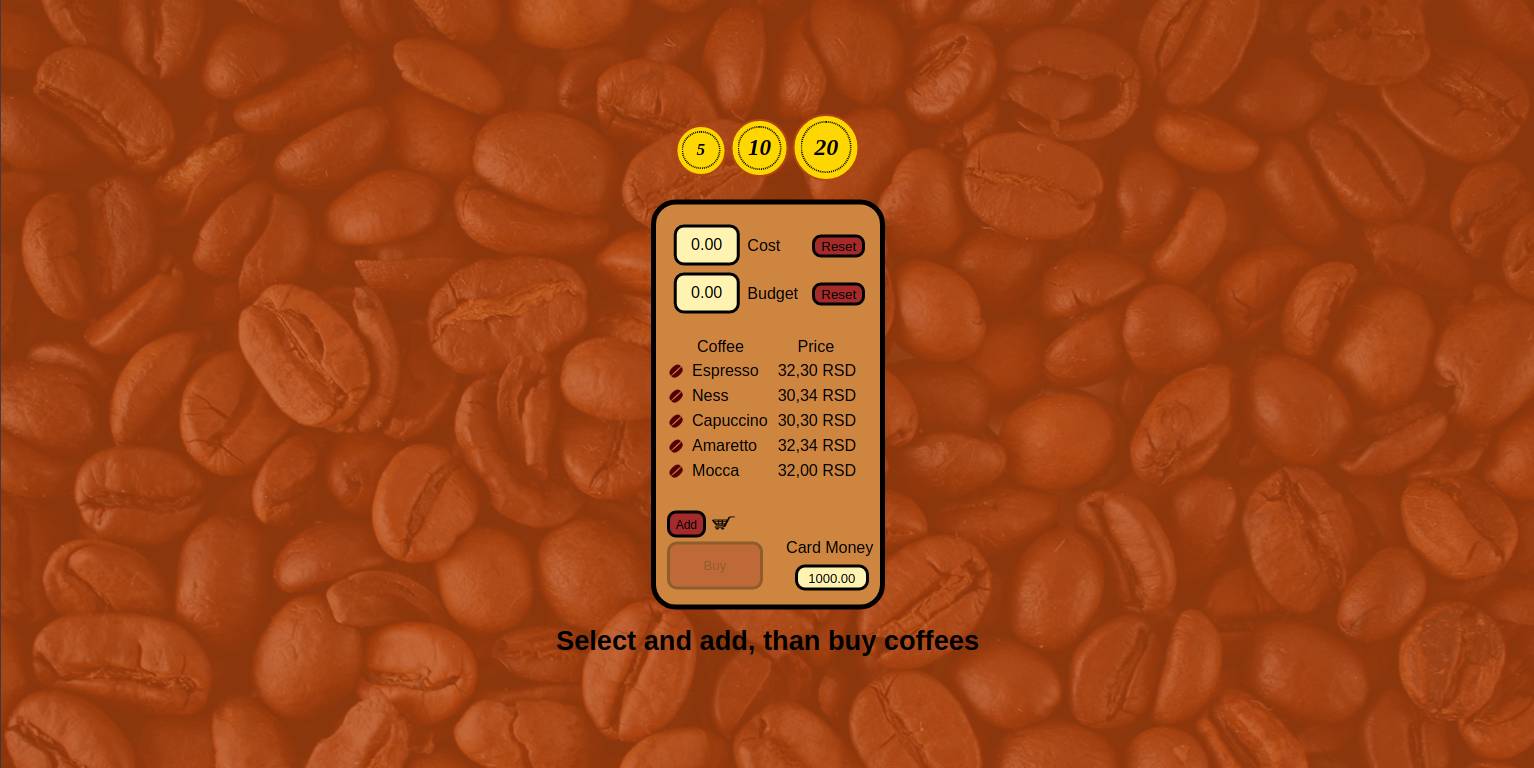 5 10 20
0.00 Cost Reset
0.00 Budget Reset
Coffee Price
Espresso 32,30 RSD
Ness 30,34 RSD
Capuccino 30,30 RSD
Amaretto 32,34 RSD
Mocca 32,00 RSD
Add
Card Money
Buy 1000.00
Select and add, than buy coffees